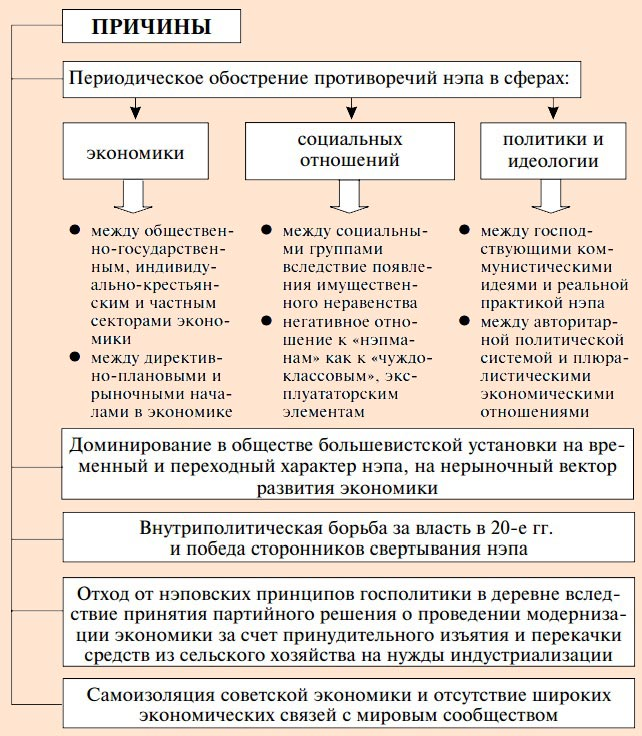 ПРИЧИНЫ
Периодическое обострение противоречий нэпа в сферах:
экономики
социальных
отношений
политики и
идеологии
● между обществен-
но-государствен-
ным, индивиду-
ально-крестьян-
ским и частным
секторами эконо-
мики
● между директив-
но-плановыми и
рыночными нача-
лами в экономике
● между социальны-
ми группами
вследствие появле-
ния имуществен-
ного неравенства
● негативное отно-
шение к «нэпма-
нам» как к «чуждо-
классовым», экс-
плуататорским
элементам
● между господ-
ствующими ком-
мунистическими
идеями и реальной
практикой нэпа
● между авторитар-
ной политической
системой и плюра-
листическими
экономическими
отношениями
Доминирование в обществе большевистской установки на вре-
менный и переходный характер нэпа, на нерыночный вектор
развития экономики
Внутриполитическая борьба за власть в 20-е гг.
и победа сторонников свертывания нэпа
Отход от нэповских принципов госполитики в деревне вслед-
ствие принятия партийного решения о проведении модерниза-
ции экономики за счет принудительного изъятия и перекачки
средств из сельского хозяйства на нужды индустриализации
Самоизоляция советской экономики и отсутствие широких
экономических связей с мировым сообществом